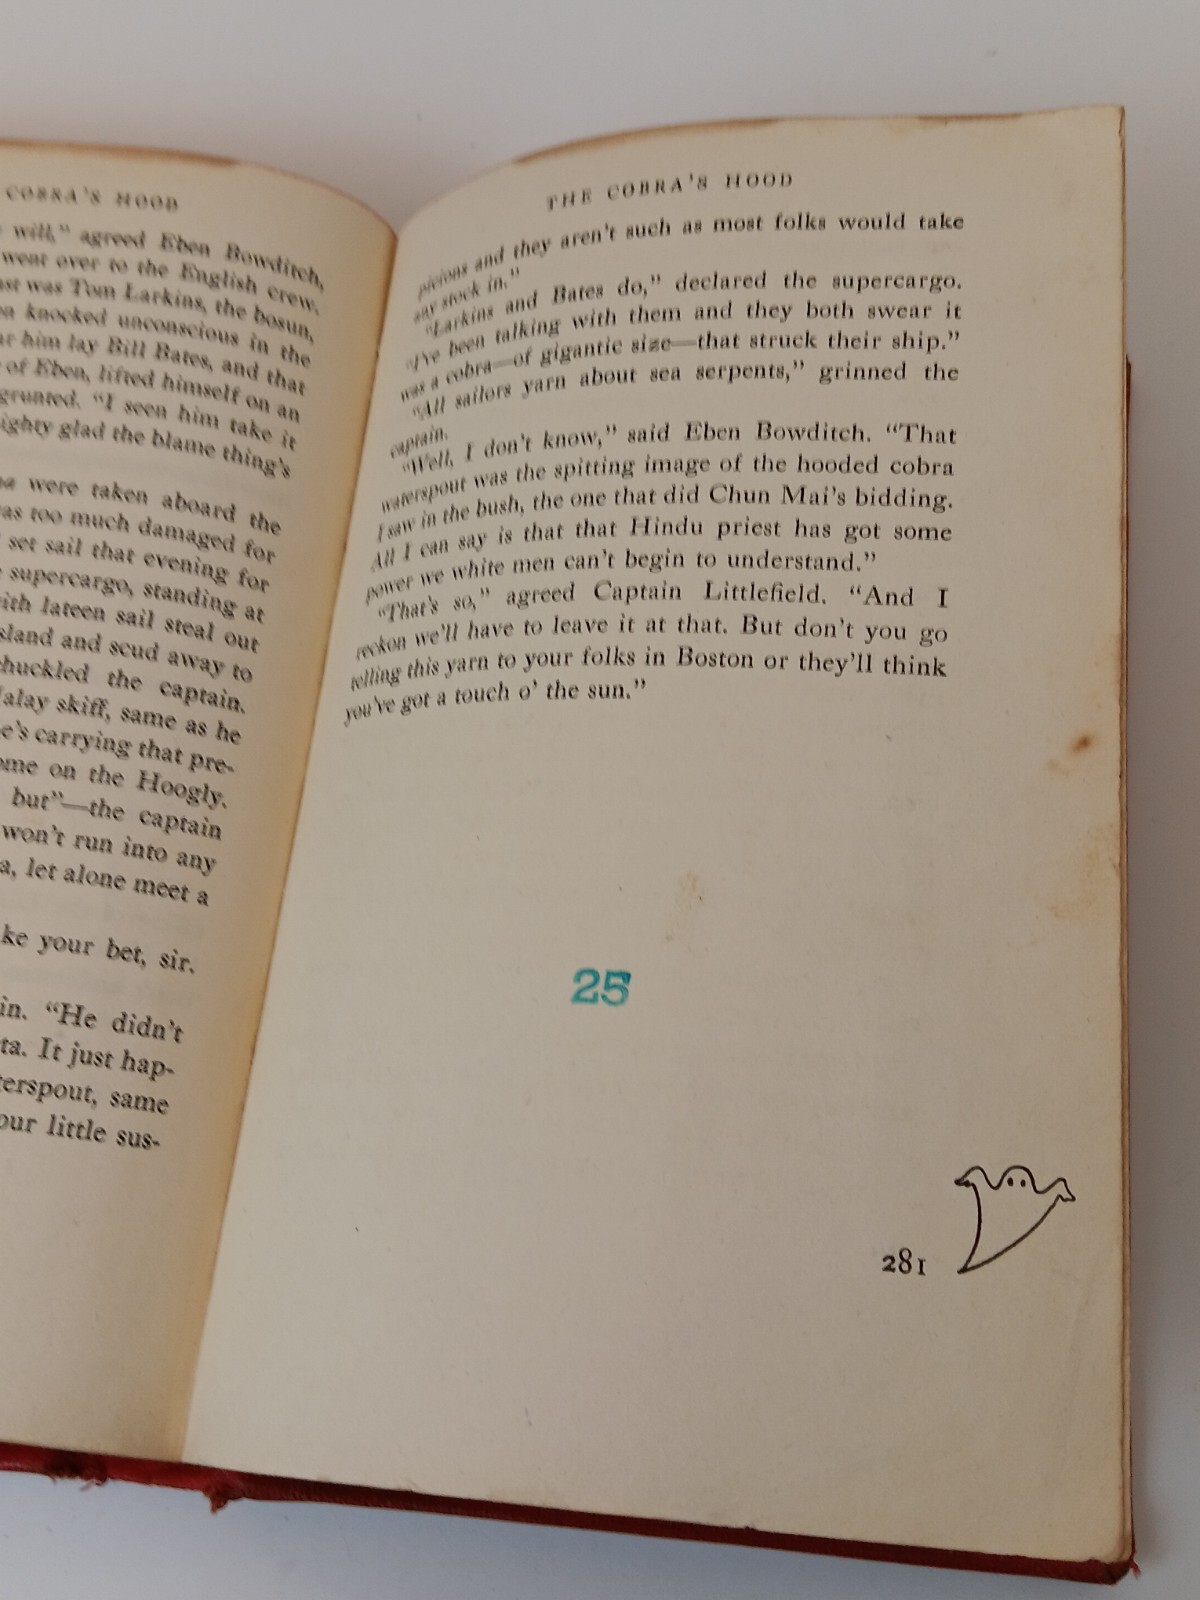 COBRA'S HOOD
will," agreed Eben Bowditch,
went over to the English crew.
was Tom Larkins, the bosun,
knocked unconscious in the
him lay Bill Bates, and that
of Eben, lifted himself on an
grunted. "I seen him take it
ighty glad the blame thing's
were taken aboard the
was too much damaged for
set sail that evening for
supercargo, standing at
with lateen sail steal out
sland and scud away to
chuckled the captain.
Malay skiff, same as he
e's carrying that pre-
ome on the Hoogly.
but"—the captain
won't run into any
a, let alone meet a
ke your bet, sir.
in. "He didn't
ta. It just hap-
terspout, same
our little sus-
THE COBRA'S HOOD
picions and they aren't such as most folks would take
any stock in."
"Larkins and Bates do," declared the supercargo.
"I've been talking with them and they both swear it
was a cobra—of gigantic size—that struck their ship."
"All sailors yarn about sea serpents," grinned the
captain.
"Well, I don't know," said Eben Bowditch. "That
waterspout was the spitting image of the hooded cobra
I saw in the bush, the one that did Chun Mai's bidding.
All I can say is that that Hindu priest has got some
power we white men can't begin to understand."
"That's so," agreed Captain Littlefield. "And I
reckon we'll have to leave it at that. But don't you go
telling this yarn to your folks in Boston or they'll think
you've got a touch o' the sun."
25
281